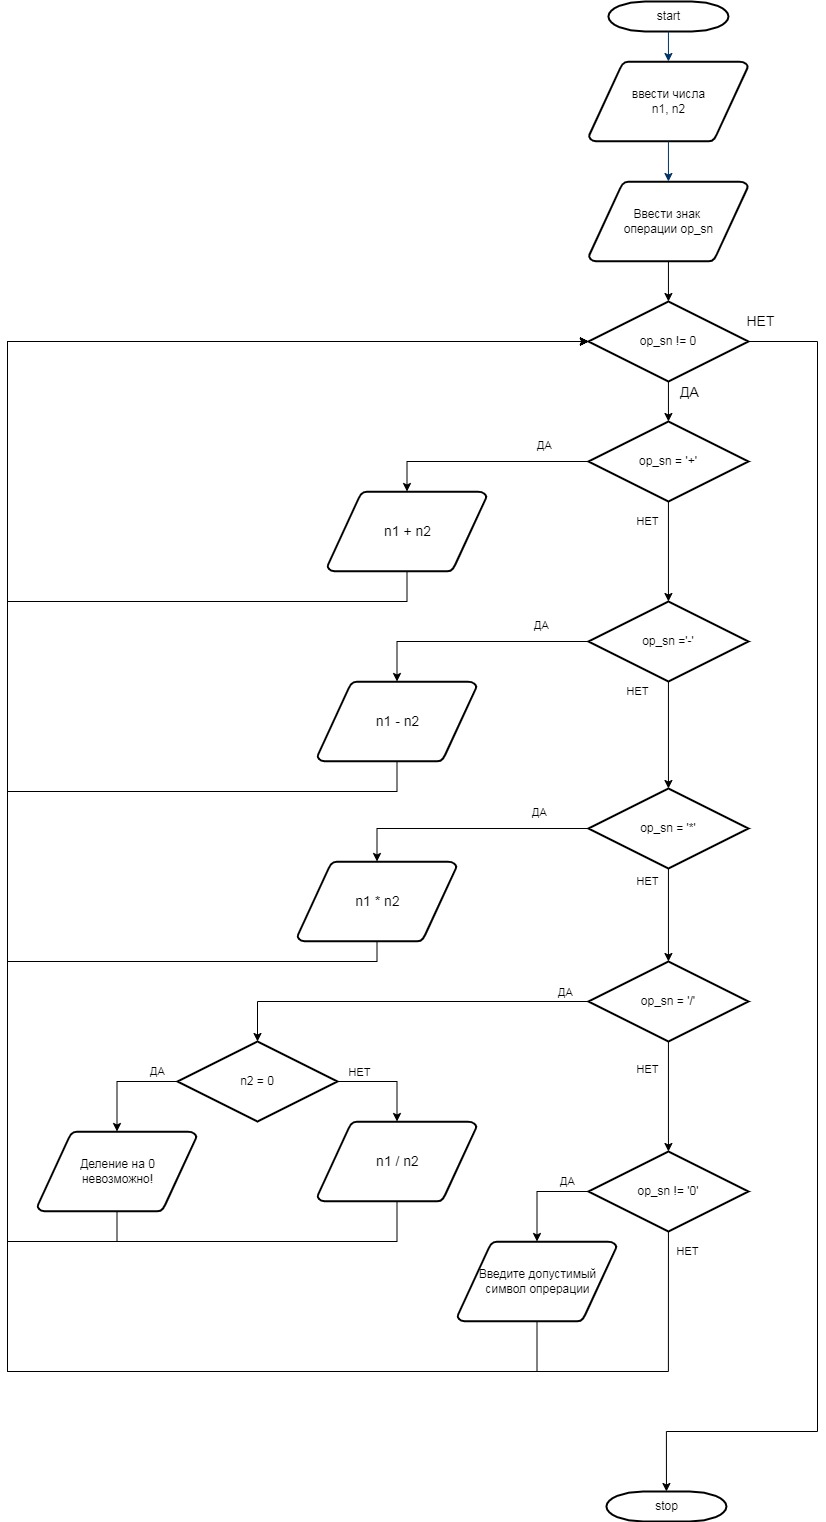 start
ввести числа
n1, n2
Ввести знак
операции op_sn
НЕТ
op_sn != 0
ДА
ДА
op_sn = '+'
НЕТ
n1 + n2
ДА
op_sn ='-'
НЕТ
n1 - n2
ДА
op_sn = '*'
НЕТ
n1 * n2
ДА
op_sn = '/'
НЕТ
ДА
n2 = 0
НЕТ
Деление на 0
невозможно!
n1 / n2
ДА
op_sn != '0'
НЕТ
Введите допустимый
символ опрерации
stop